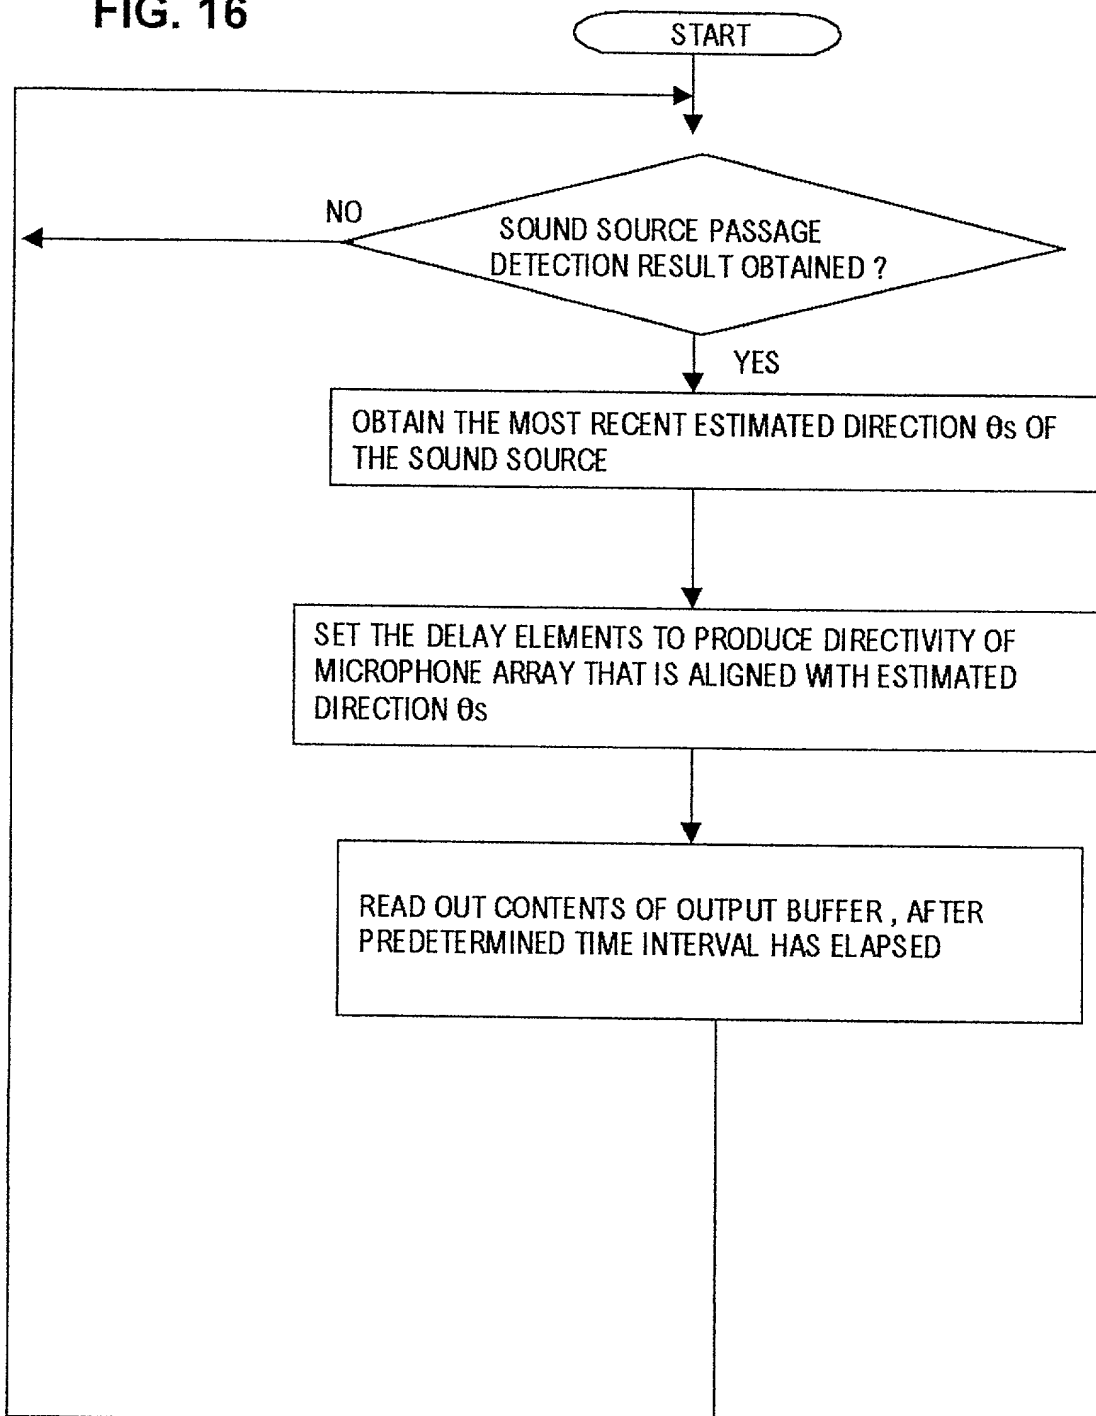 FIG. 16
START
NO
SOUND SOURCE PASSAGE
DETECTION RESULT OBTAINED ?
YES
OBTAIN THE MOST RECENT ESTIMATED DIRECTION θs OF
THE SOUND SOURCE
SET THE DELAY ELEMENTS TO PRODUCE DIRECTIVITY OF
MICROPHONE ARRAY THAT IS ALIGNED WITH ESTIMATED
DIRECTION θs
READ OUT CONTENTS OF OUTPUT BUFFER , AFTER
PREDETERMINED TIME INTERVAL HAS ELAPSED